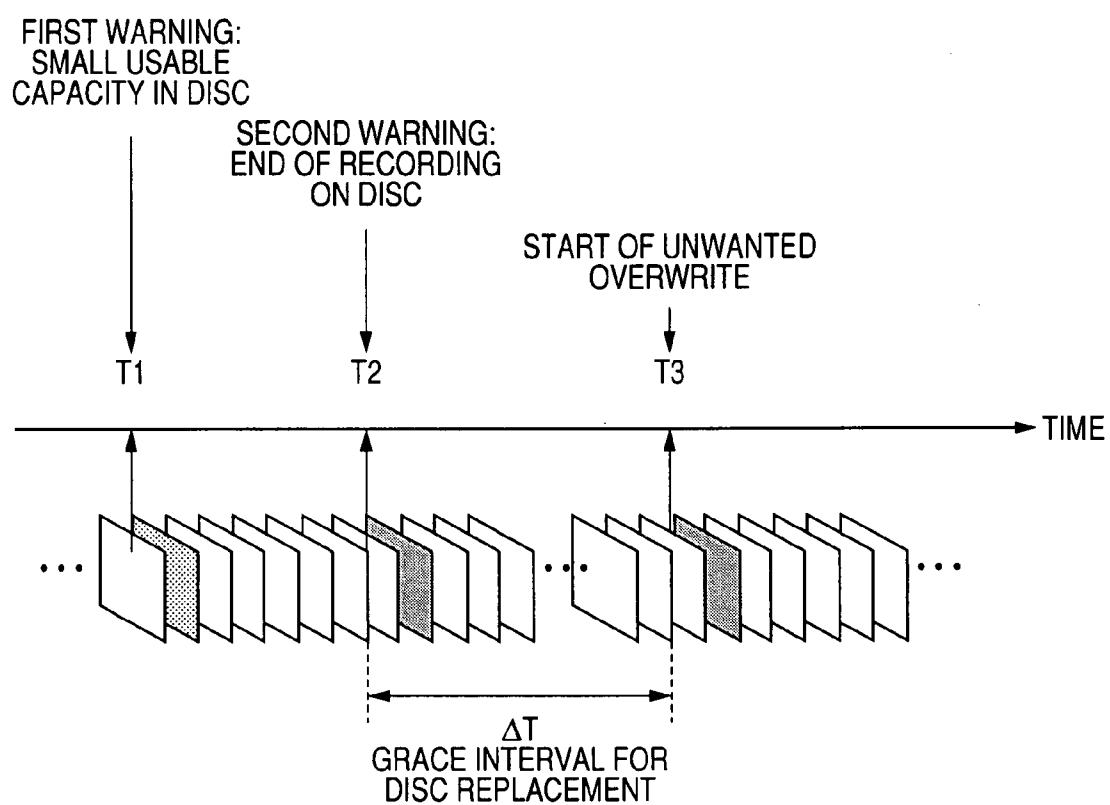 FIRST WARNING:
SMALL USABLE
CAPACITY IN DISC
SECOND WARNING:
END OF RECORDING
ON DISC
START OF UNWANTED
OVERWRITE
T1
T2
T3
TIME
•••
•••
•••
ΔT
GRACE INTERVAL FOR
DISC REPLACEMENT